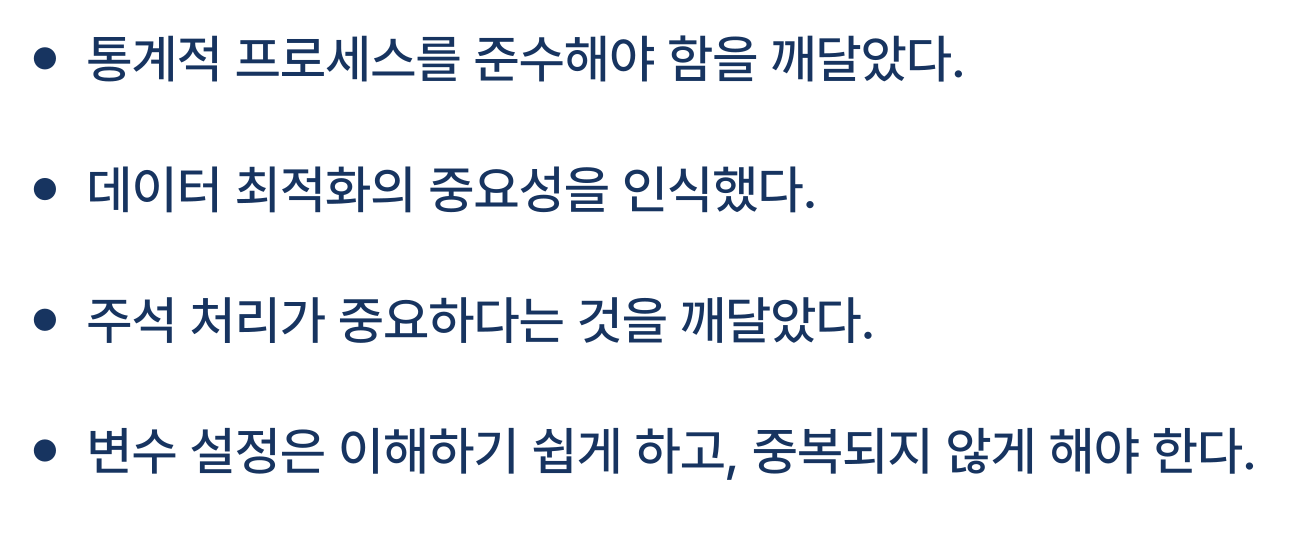 • 통계적 프로세스를 준수해야 함을 깨달았다.
• 데이터 최적화의 중요성을 인식했다.
• 주석 처리가 중요하다는 것을 깨달았다.
• 변수 설정은 이해하기 쉽게 하고, 중복되지 않게 해야 한다.